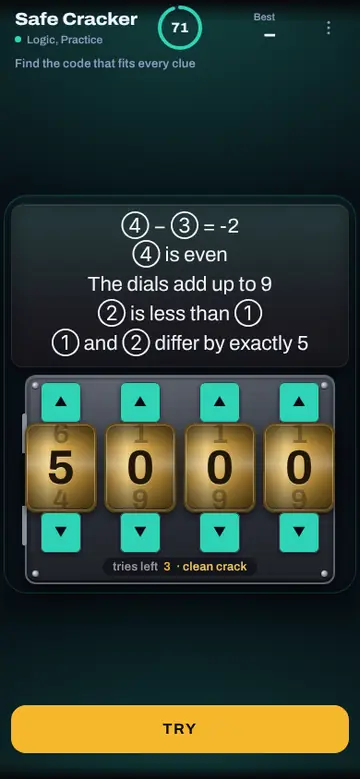 Safe Cracker
Logic, Practice
71
Best
–
Find the code that fits every clue
④ – ③ = -2
④ is even
The dials add up to 9
② is less than ①
① and ② differ by exactly 5
▲ ▲ ▲ ▲
6 1 1 1
5 0 0 0
4 9 9 9
▼ ▼ ▼ ▼
tries left 3 · clean crack
TRY